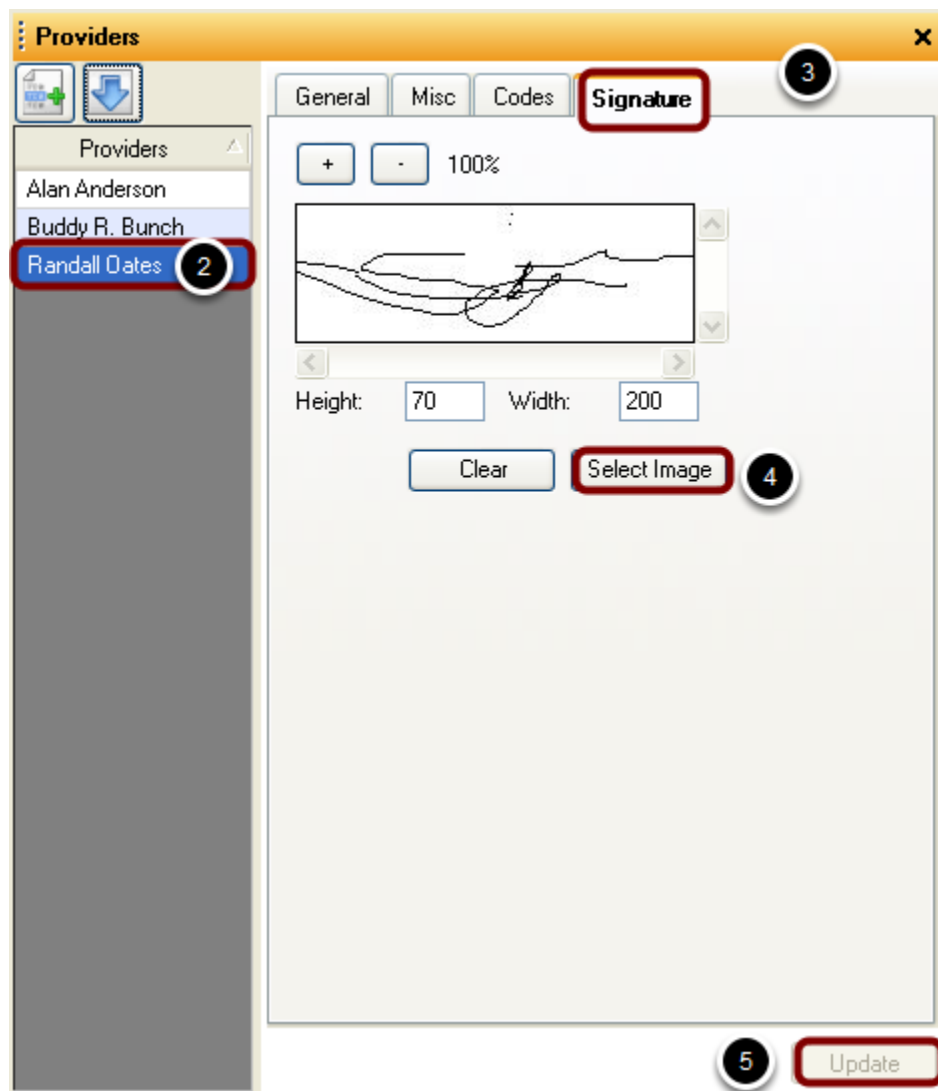 Providers
3
General Misc Codes Signature
Providers
+ - 100%
Alan Anderson
Buddy R. Bunch
Randall Oates 2
Height: 70 Width: 200
Clear Select Image 4
5 Update